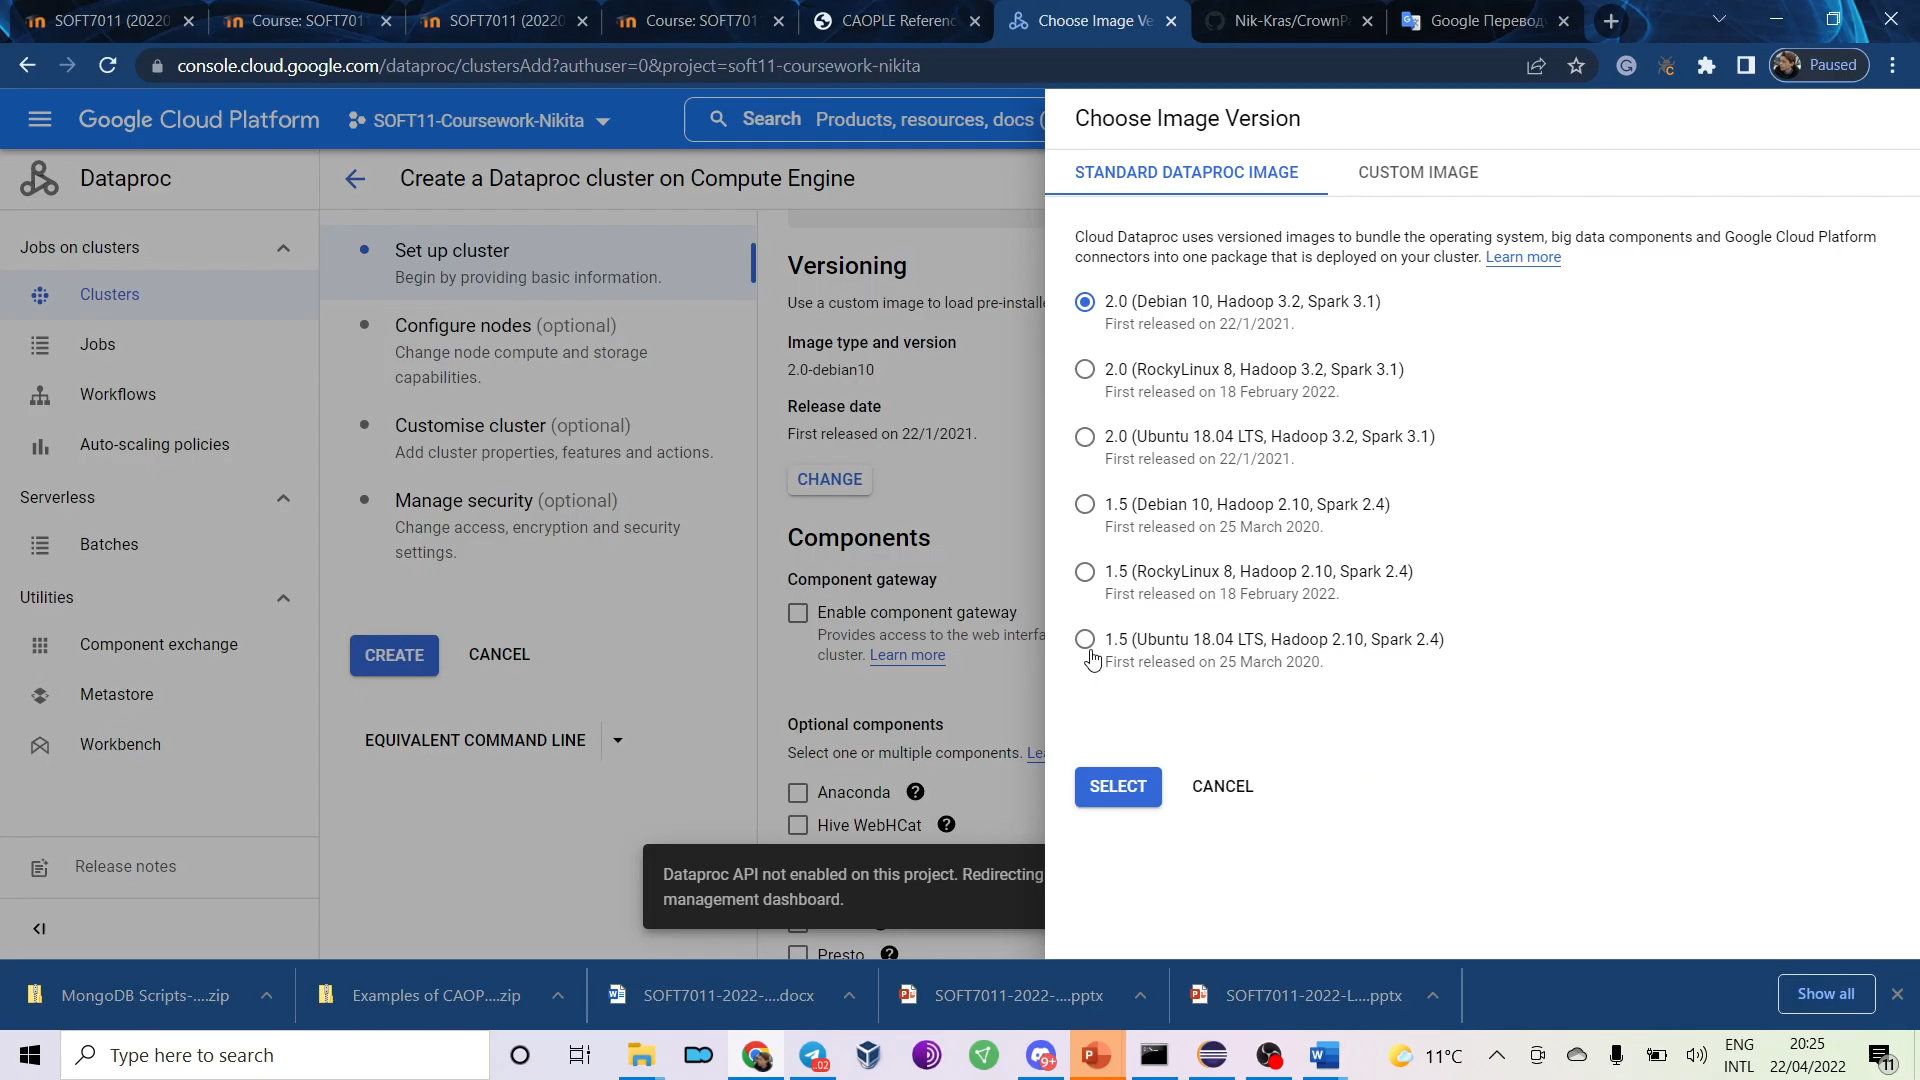 SOFT7011 (20220
Course: SOFT701
SOFT7011 (20220
Course: SOFT701
CAOPLE Referenc
Choose Image Ve
Nik-Kras/CrownP
Google Перевод
console.cloud.google.com/dataproc/clustersAdd?authuser=0&project=soft11-coursework-nikita
Paused
Google Cloud Platform
SOFT11-Coursework-Nikita
Search Products, resources, docs (
Dataproc
Jobs on clusters
Clusters
Jobs
Workflows
Auto-scaling policies
Serverless
Batches
Utilities
Component exchange
Metastore
Workbench
Release notes
Create a Dataproc cluster on Compute Engine
Set up cluster
Begin by providing basic information.
Configure nodes (optional)
Change node compute and storage
capabilities.
Customise cluster (optional)
Add cluster properties, features and actions.
Manage security (optional)
Change access, encryption and security
settings.
CREATE
CANCEL
EQUIVALENT COMMAND LINE
Versioning
Use a custom image to load pre-installe
Image type and version
2.0-debian10
Release date
First released on 22/1/2021.
CHANGE
Components
Component gateway
Enable component gateway
Provides access to the web interfa
cluster. Learn more
Optional components
Select one or multiple components. Lea
Anaconda
Hive WebHCat
Dataproc API not enabled on this project. Redirecting
management dashboard.
Presto
Choose Image Version
STANDARD DATAPROC IMAGE
CUSTOM IMAGE
Cloud Dataproc uses versioned images to bundle the operating system, big data components and Google Cloud Platform
connectors into one package that is deployed on your cluster. Learn more
2.0 (Debian 10, Hadoop 3.2, Spark 3.1)
First released on 22/1/2021.
2.0 (RockyLinux 8, Hadoop 3.2, Spark 3.1)
First released on 18 February 2022.
2.0 (Ubuntu 18.04 LTS, Hadoop 3.2, Spark 3.1)
First released on 22/1/2021.
1.5 (Debian 10, Hadoop 2.10, Spark 2.4)
First released on 25 March 2020.
1.5 (RockyLinux 8, Hadoop 2.10, Spark 2.4)
First released on 18 February 2022.
1.5 (Ubuntu 18.04 LTS, Hadoop 2.10, Spark 2.4)
First released on 25 March 2020.
SELECT
CANCEL
MongoDB Scripts-....zip
Examples of CAOP....zip
SOFT7011-2022-....docx
SOFT7011-2022-....pptx
SOFT7011-2022-L....pptx
Show all
Type here to search
02
9+
11°C
ENG
INTL
20:25
22/04/2022
11